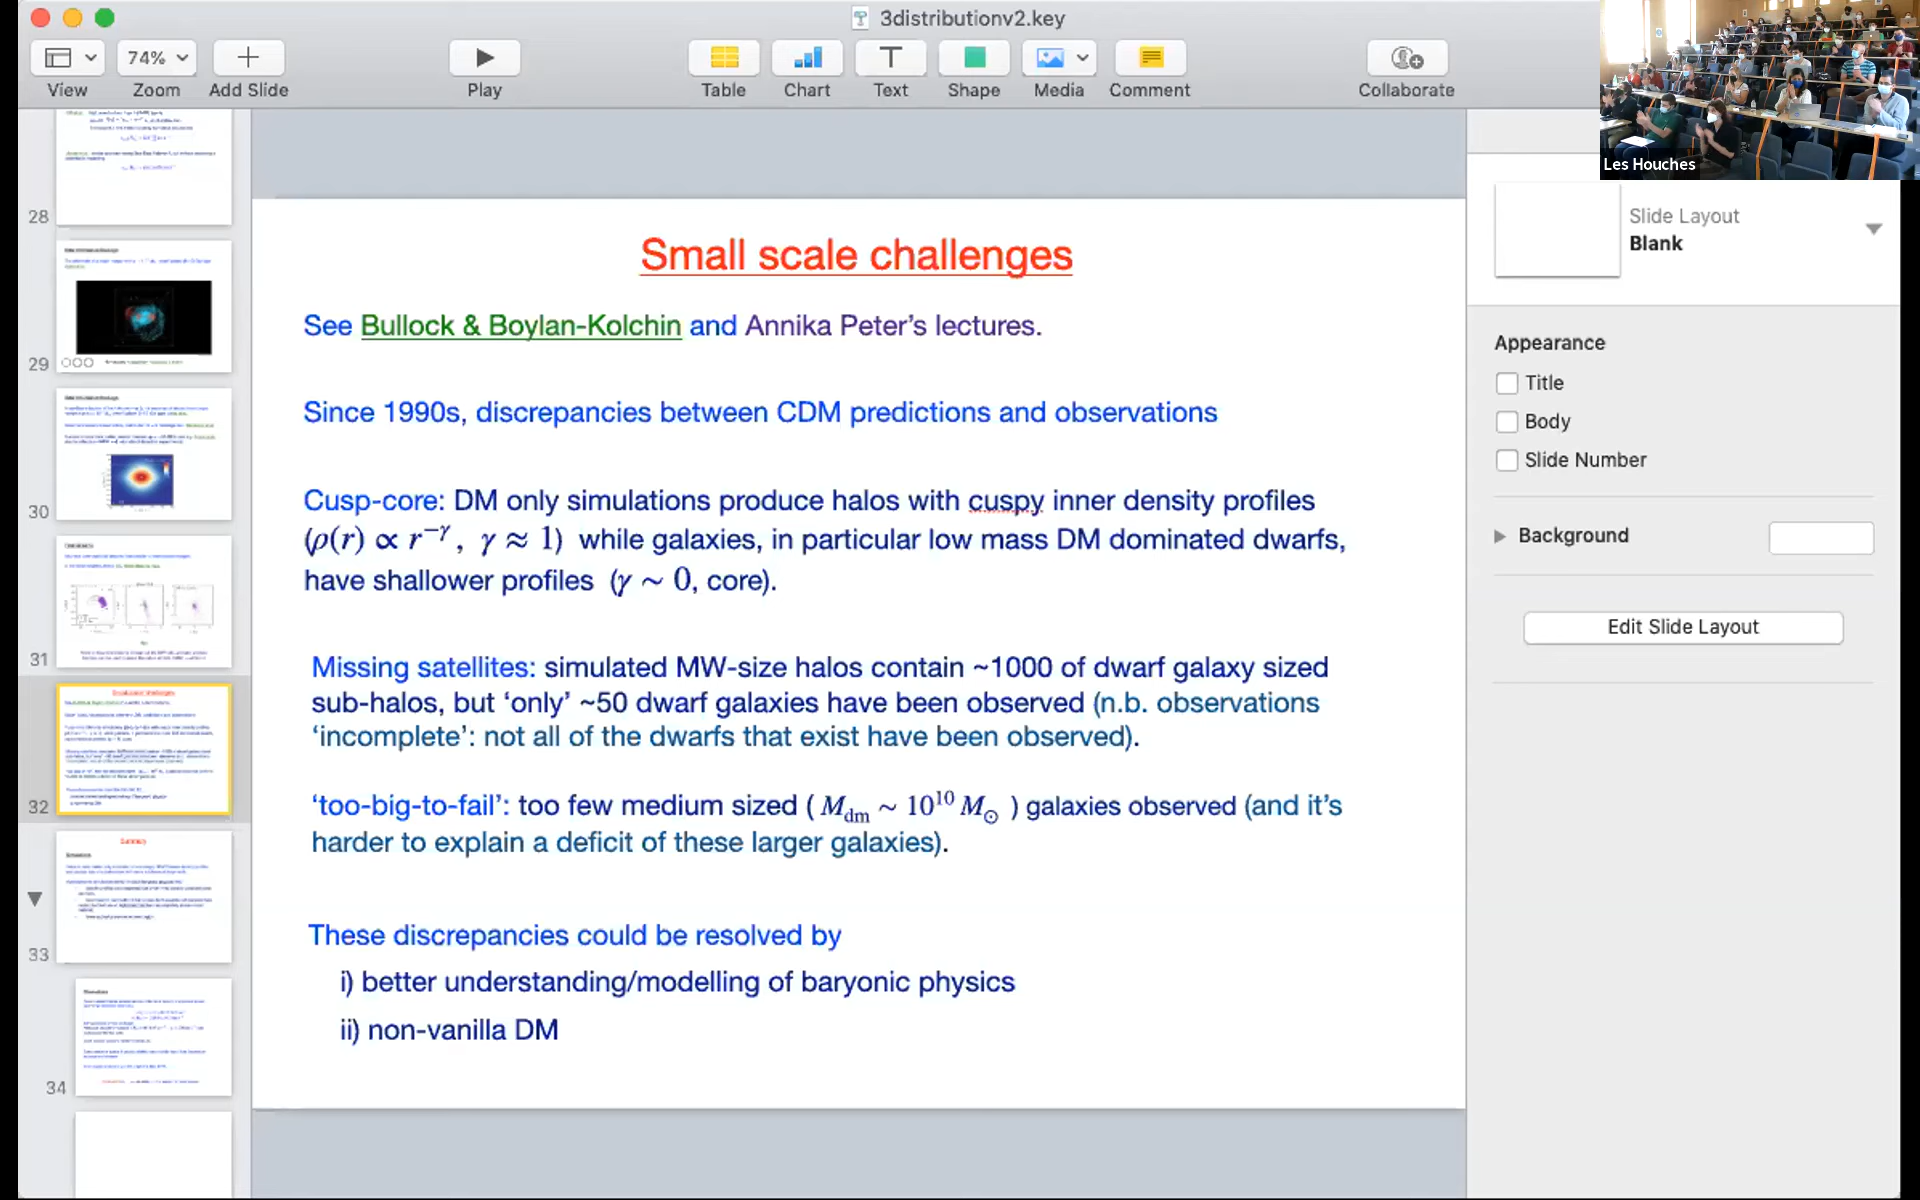 3distributionv2.key
74%
View
Zoom
Add Slide
Play
Table
Chart
Text
Shape
Media
Comment
Collaborate
Les Houches
28
29
30
31
32
33
34
Small scale challenges
See Bullock & Boylan-Kolchin and Annika Peter's lectures.
Since 1990s, discrepancies between CDM predictions and observations
Cusp-core: DM only simulations produce halos with cuspy inner density profiles
(ρ(r) ∝ r^{−γ}, γ ≈ 1) while galaxies, in particular low mass DM dominated dwarfs,
have shallower profiles (γ ~ 0, core).
Missing satellites: simulated MW-size halos contain ~1000 of dwarf galaxy sized
sub-halos, but ‘only’ ~50 dwarf galaxies have been observed (n.b. observations
‘incomplete’: not all of the dwarfs that exist have been observed).
‘too-big-to-fail’: too few medium sized ( M_dm ~ 10^10 M_⊙ ) galaxies observed (and it's
harder to explain a deficit of these larger galaxies).
These discrepancies could be resolved by
i) better understanding/modelling of baryonic physics
ii) non-vanilla DM
Slide Layout
Blank
Appearance
Title
Body
Slide Number
Background
Edit Slide Layout